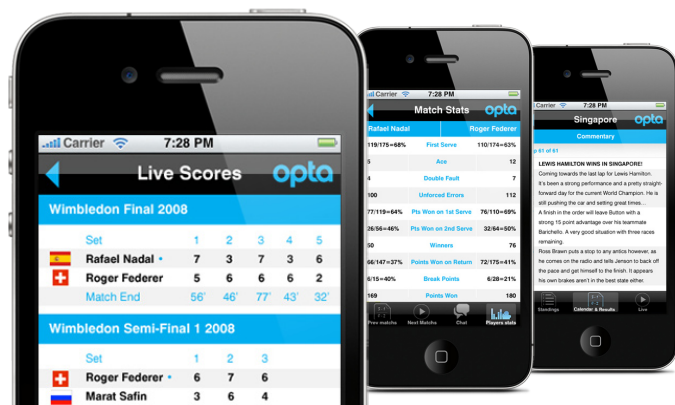 Carrier 7:28 PM
Live Scores opta
Wimbledon Final 2008
Set 1 2 3 4 5
Rafael Nadal • 7 3 7 3 6
Roger Federer 5 6 6 6 2
Match End 56' 46' 77' 43' 32'
Wimbledon Semi-Final 1 2008
Set 1 2 3
Roger Federer • 6 7 6
Marat Safin 3 6 4
Carrier 7:28 PM
Match Stats opta
Rafael Nadal Roger Federer
119/175=68% First Serve 110/174=63%
5 Ace 12
4 Double Fault 7
100 Unforced Errors 112
77/119=64% Pts Won on 1st Serve 76/110=69%
26/56=46% Pts Won on 2nd Serve 32/64=50%
50 Winners 76
66/147=37% Points Won on Return 72/175=41%
6/15=40% Break Points 6/28=21%
169 Points Won 180
Prev matchs Next Matchs Chat Players stats
Carrier 7:28 PM
Singapore opta
Commentary
p 61 of 61
LEWIS HAMILTON WINS IN SINGAPORE!
Coming towards the last lap for Lewis Hamilton.
It's been a strong performance and a pretty straight-
forward day for the current World Champion. He is
still pushing the car and setting great times...
A finish in the order will leave Button with a
strong 15 point advantage over his teammate
Barichello. A very good situation with three races
remaining.
Ross Brawn puts a stop to any antics however, as
he comes on the radio and tells Jenson to back off
the pace and get himself to the finish. It appears
his own brakes aren't in the best state either.
Standings Calendar & Results Live